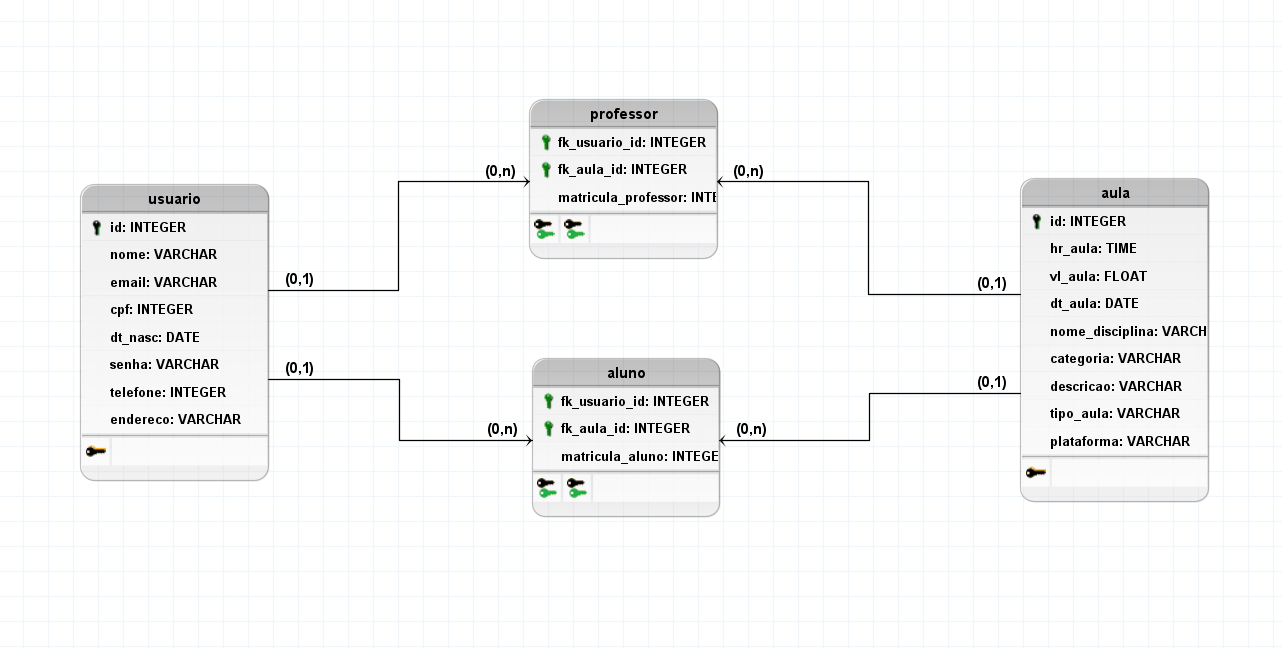 professor
fk_usuario_id: INTEGER
fk_aula_id: INTEGER
matricula_professor: INTE
(0,n)
(0,n)
usuario
id: INTEGER
nome: VARCHAR
email: VARCHAR
cpf: INTEGER
dt_nasc: DATE
senha: VARCHAR
telefone: INTEGER
endereco: VARCHAR
(0,1)
(0,1)
aula
id: INTEGER
hr_aula: TIME
vl_aula: FLOAT
dt_aula: DATE
nome_disciplina: VARCH
categoria: VARCHAR
descricao: VARCHAR
tipo_aula: VARCHAR
plataforma: VARCHAR
(0,1)
(0,1)
aluno
fk_usuario_id: INTEGER
fk_aula_id: INTEGER
matricula_aluno: INTEGE
(0,n)
(0,n)